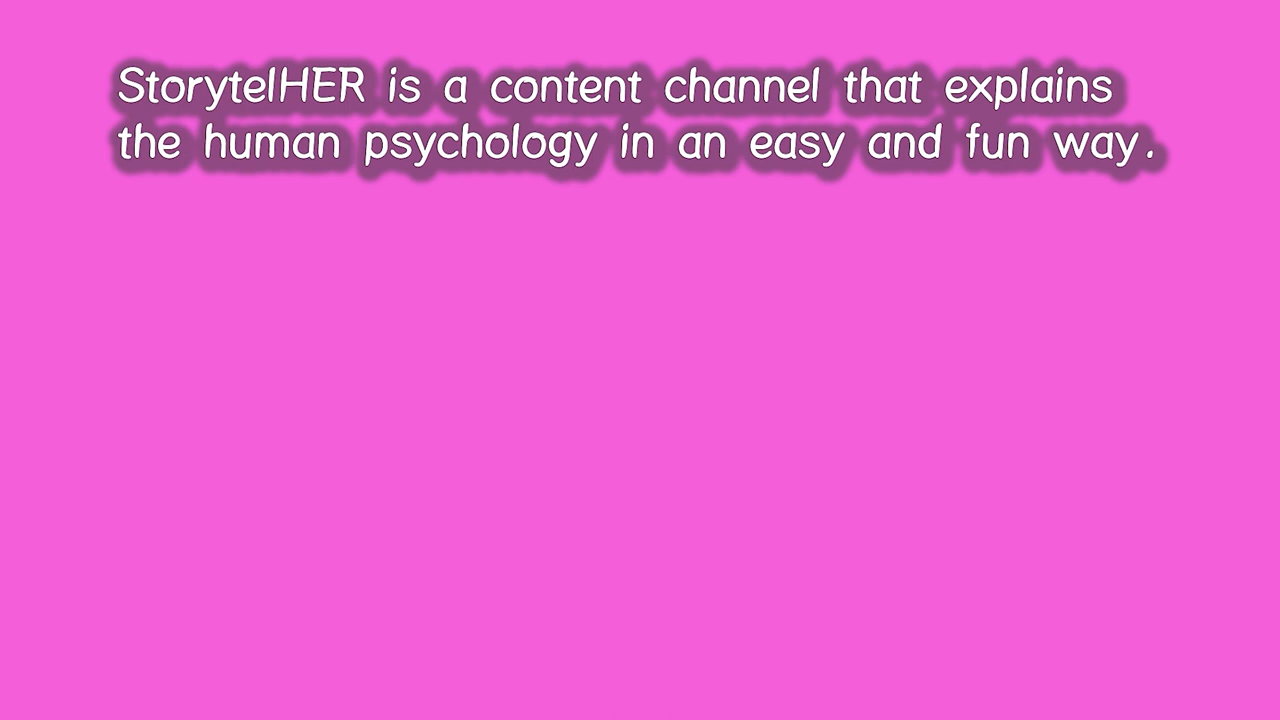 StorytelHER is a content channel that explains
the human psychology in an easy and fun way.